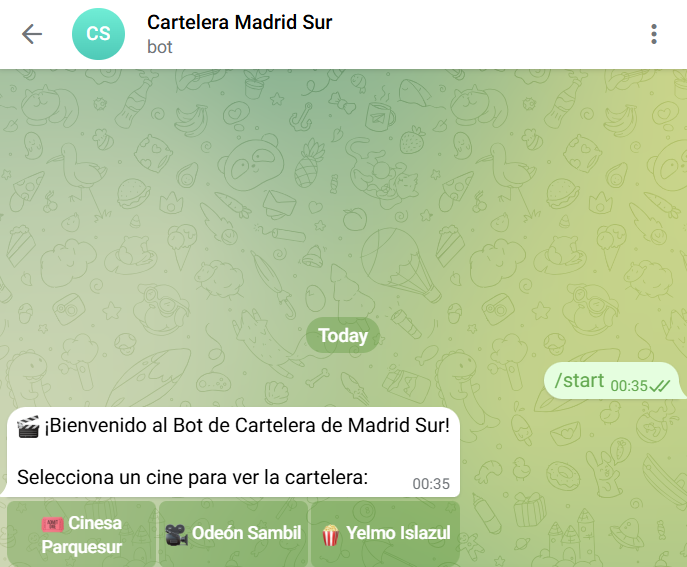 CS
Cartelera Madrid Sur
bot
Today
/start 00:35
🎬 ¡Bienvenido al Bot de Cartelera de Madrid Sur!
Selecciona un cine para ver la cartelera:
00:35
🎟️ Cinesa
Parquesur
🎥 Odeón Sambil
🍿 Yelmo Islazul